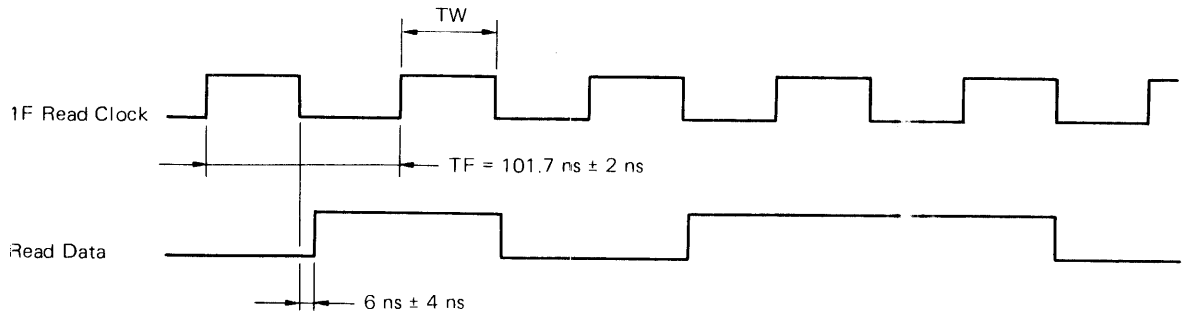 TW
1F Read Clock
TF = 101.7 ns ± 2 ns
Read Data
6 ns ± 4 ns